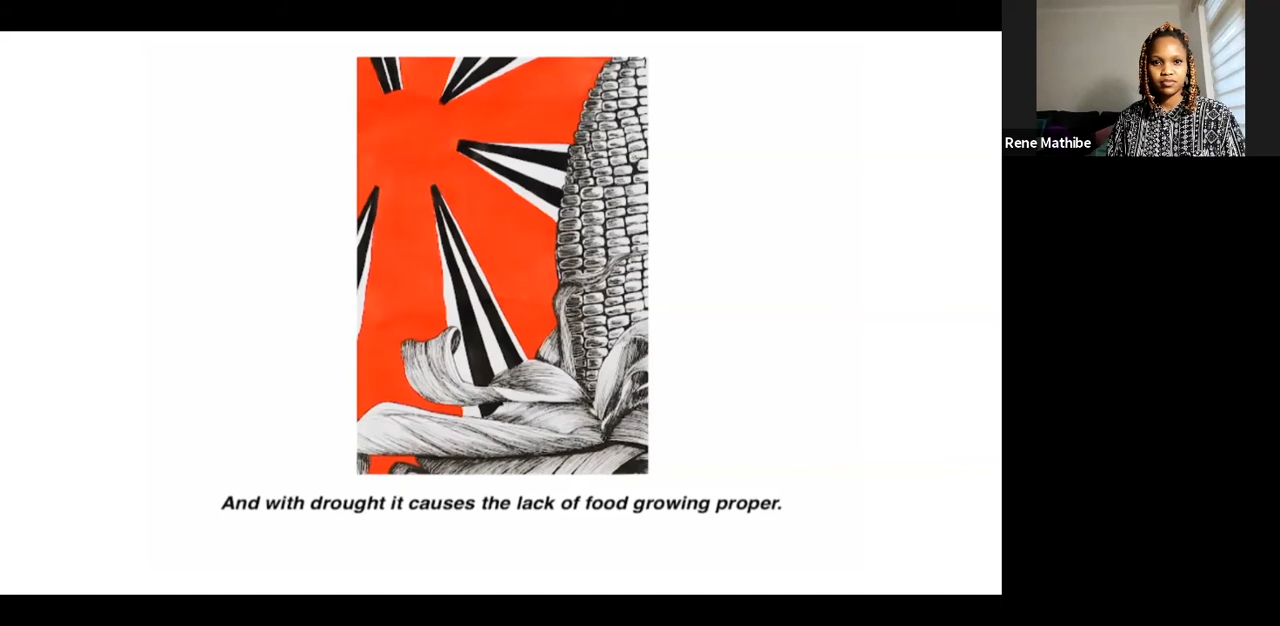 Rene Mathibe
And with drought it causes the lack of food growing proper.